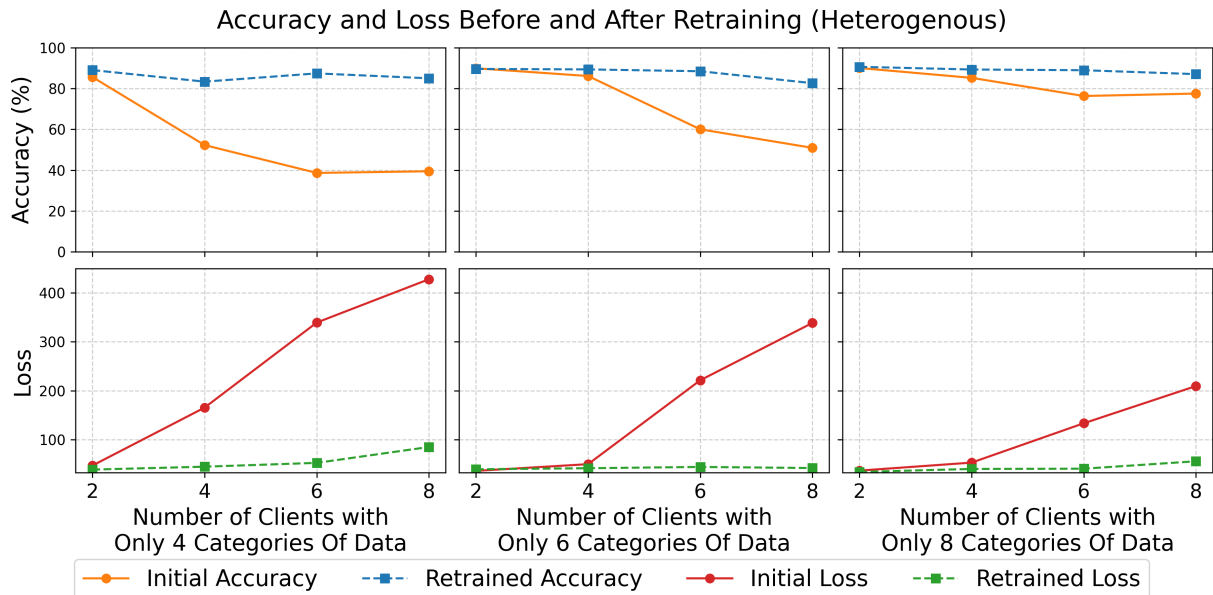 Accuracy and Loss Before and After Retraining (Heterogenous)
Accuracy (%)
100
80
60
40
20
0
Loss
400
300
200
100
2 4 6 8
2 4 6 8
2 4 6 8
Number of Clients with
Only 4 Categories Of Data
Number of Clients with
Only 6 Categories Of Data
Number of Clients with
Only 8 Categories Of Data
Initial Accuracy Retrained Accuracy Initial Loss Retrained Loss